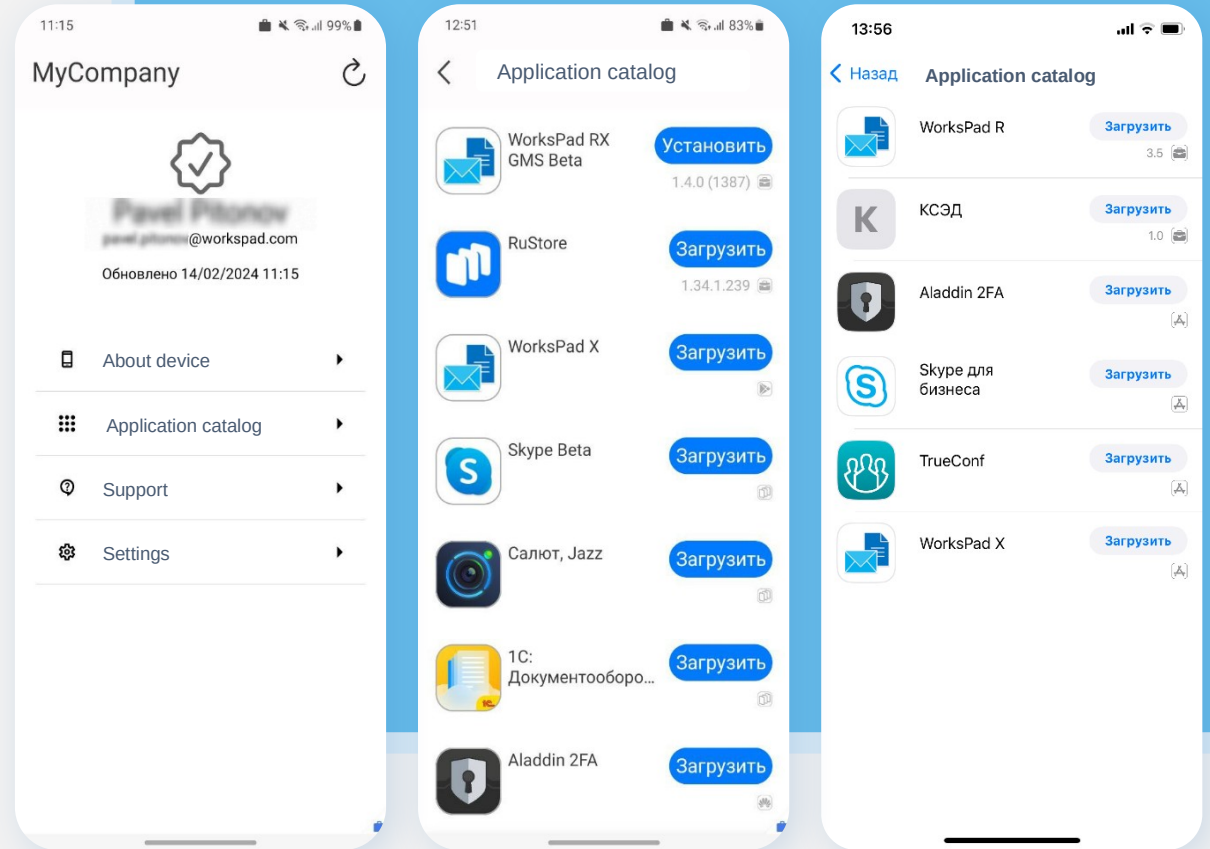 11:15
99%
MyCompany
@workspad.com
Обновлено 14/02/2024 11:15
About device
Application catalog
Support
Settings
12:51
83%
Application catalog
WorksPad RX
GMS Beta
Установить
1.4.0 (1387)
RuStore
Загрузить
1.34.1.239
WorksPad X
Загрузить
Skype Beta
Загрузить
Салют, Jazz
Загрузить
1С:
Документооборо...
Загрузить
Aladdin 2FA
Загрузить
13:56
Назад
Application catalog
WorksPad R
Загрузить
3.5
К
КСЭД
Загрузить
1.0
Aladdin 2FA
Загрузить
Skype для
бизнеса
Загрузить
TrueConf
Загрузить
WorksPad X
Загрузить